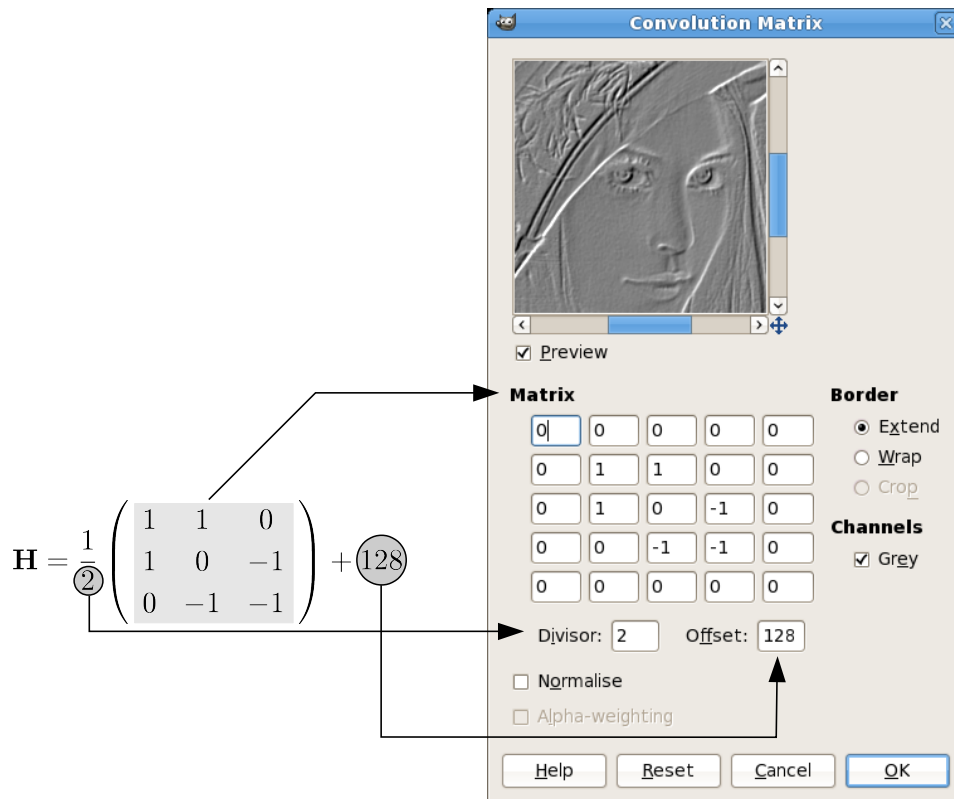 Convolution Matrix
Preview
Matrix
0 0 0 0 0
0 1 1 0 0
0 1 0 -1 0
0 0 -1 -1 0
0 0 0 0 0
Border
Extend
Wrap
Crop
Channels
Grey
Divisor: 2 Offset: 128
Normalise
Alpha-weighting
Help Reset Cancel OK
H = 1/2 ( 1 1 0
1 0 −1
0 −1 −1 ) + 128